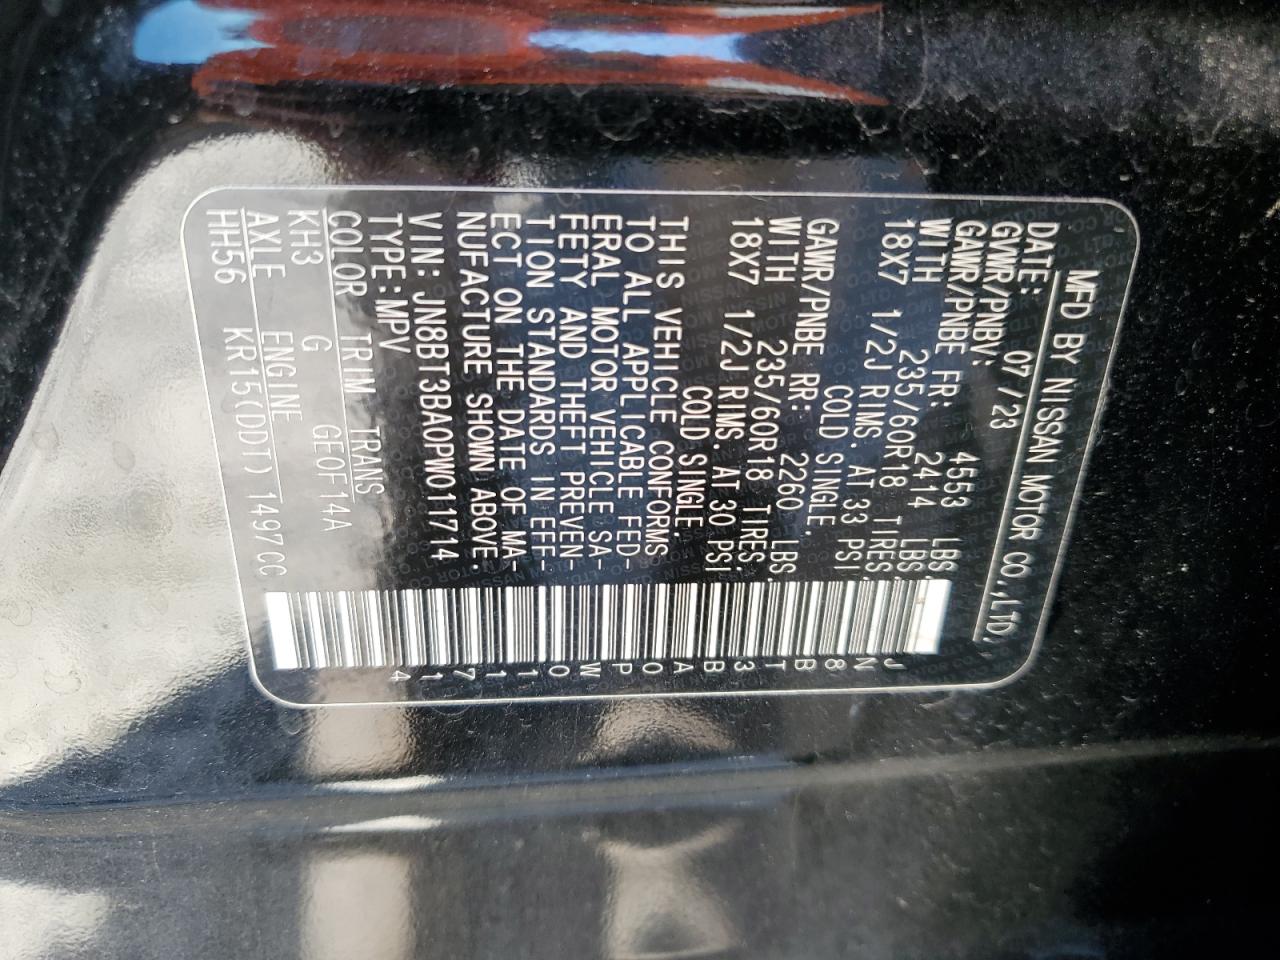 MFD BY NISSAN MOTOR CO.,LTD.
DATE: 07/23
GVWR/PNBV: 4553 LBS.
GAWR/PNBE FR: 2414 LBS.
WITH 235/60R18 TIRES,
18X7 1/2J RIMS. AT 33 PSI
COLD SINGLE.
GAWR/PNBE RR: 2260 LBS.
WITH 235/60R18 TIRES,
18X7 1/2J RIMS. AT 30 PSI
COLD SINGLE.
THIS VEHICLE CONFORMS
TO ALL APPLICABLE FED-
ERAL MOTOR VEHICLE SA-
FETY AND THEFT PREVEN-
TION STANDARDS IN EFF-
ECT ON THE DATE OF MA-
NUFACTURE SHOWN ABOVE.
VIN: JN8BT3BA0PW011714
TYPE:MPV
COLOR TRIM TRANS
KH3 G GE0F14A
AXLE ENGINE
HH56 KR15(DDT) 1497CC
JN8BT3BA0PW011714